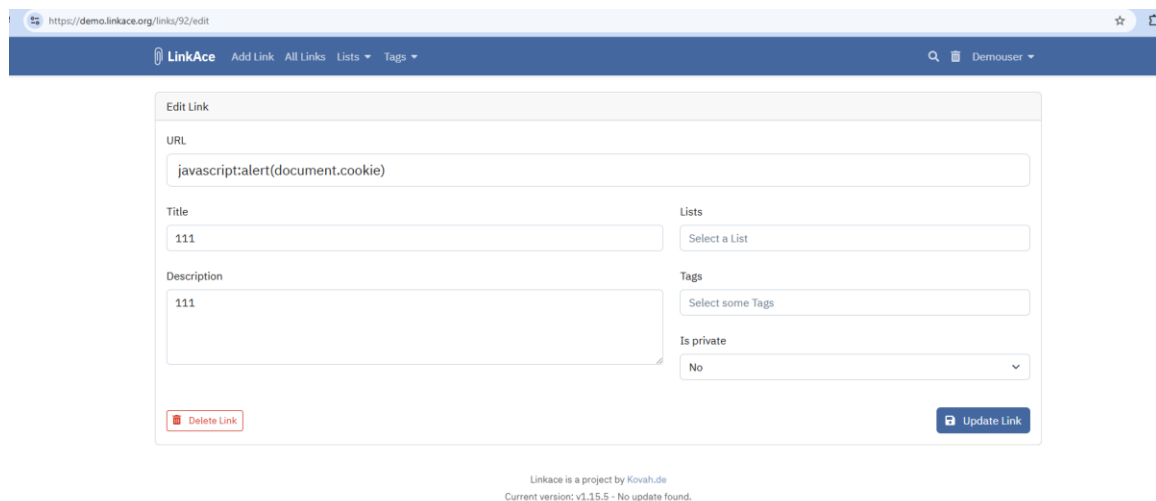 https://demo.linkace.org/links/92/edit
LinkAce Add Link All Links Lists Tags Demouser
Edit Link
URL
javascript:alert(document.cookie)
Title Lists
111 Select a List
Description Tags
111 Select some Tags
Is private
No
Delete Link Update Link
Linkace is a project by Kovah.de
Current version: v1.15.5 - No update found.